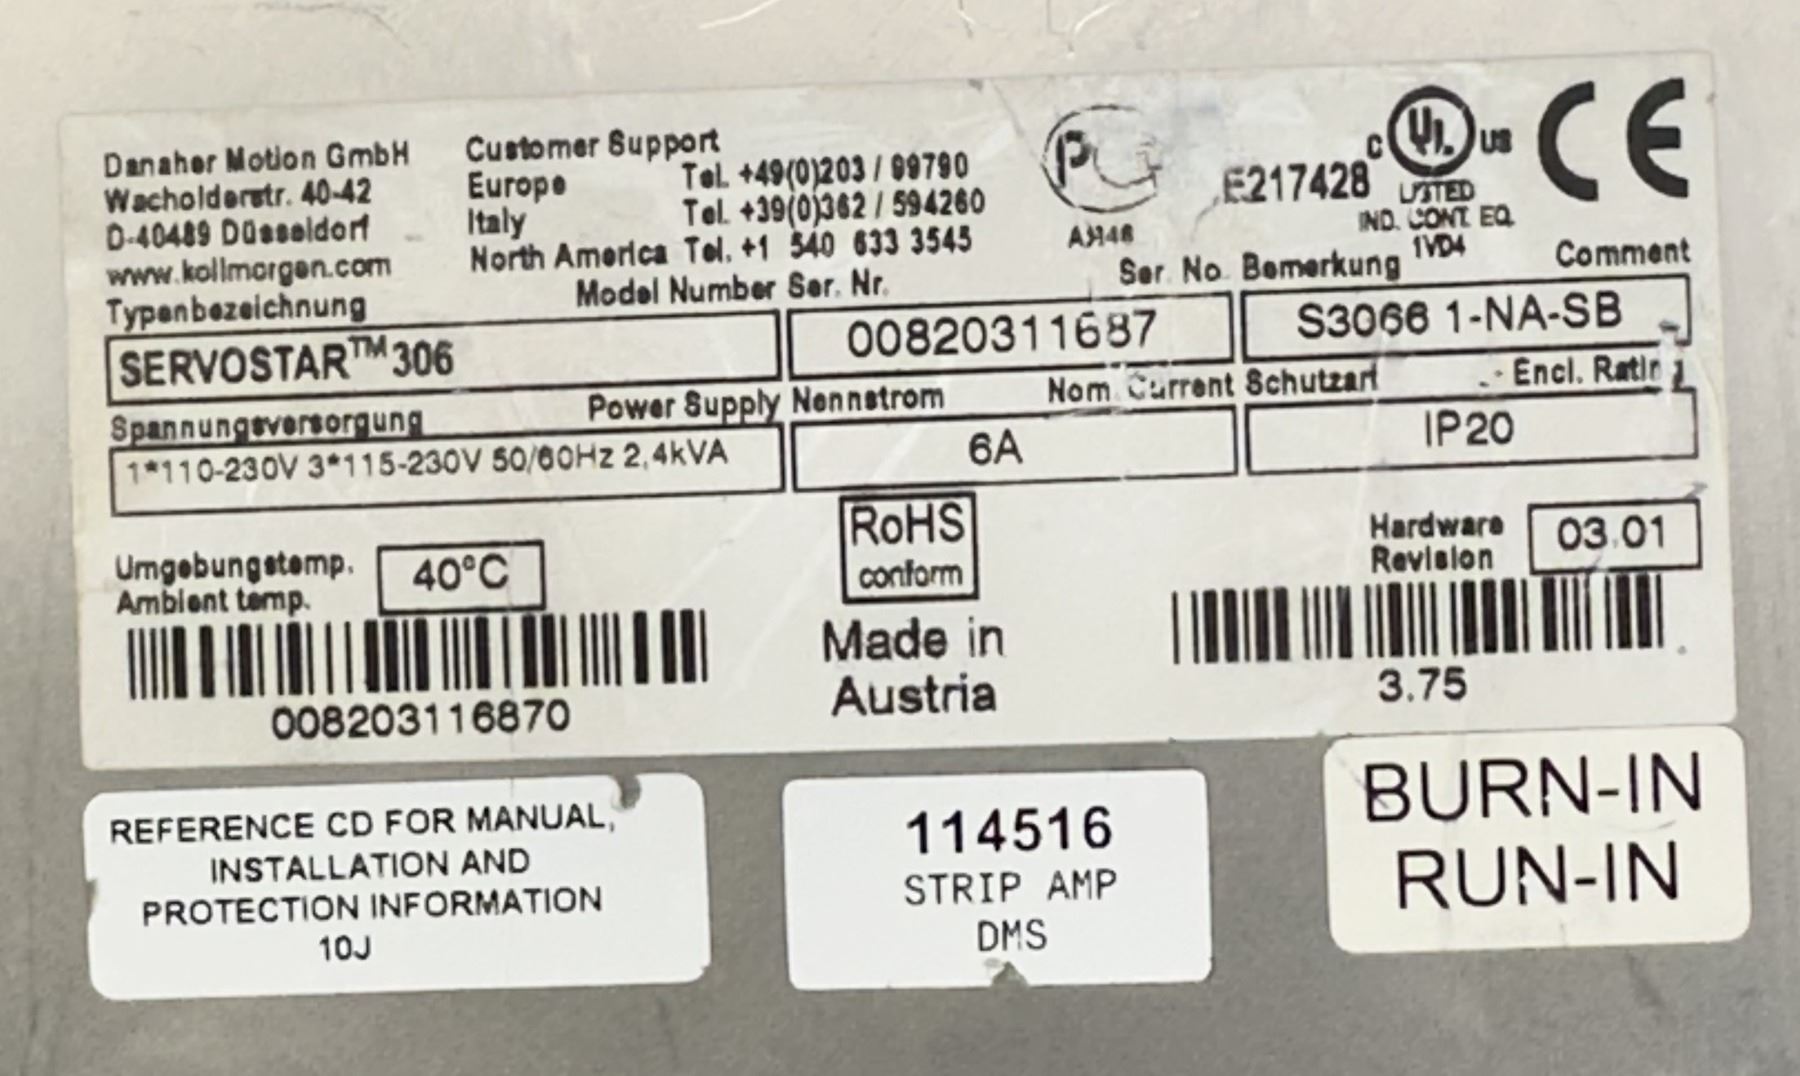 Danaher Motion GmbH
Wacholderstr. 40-42
D-40489 Düsseldorf
www.kollmorgen.com
Customer Support
Europe Tel. +49(0)203 / 99790
Italy Tel. +39(0)362 / 594260
North America Tel. +1 540 633 3545
E217428
C UL US
LISTED
IND. CONT. EQ.
1VD4
CE
Typenbezeichnung Model Number
SERVOSTAR™ 306
Ser. Nr. Ser. No.
00820311687
Bemerkung Comment
S30661-NA-SB
Spannungsversorgung Power Supply
1*110-230V 3*115-230V 50/60Hz 2,4kVA
Nennstrom Nom. Current
6A
Schutzart Encl. Rating
IP20
Umgebungstemp.
Ambient temp.
40°C
RoHS
conform
Hardware
Revision
03.01
008203116870
Made in
Austria
3.75
REFERENCE CD FOR MANUAL,
INSTALLATION AND
PROTECTION INFORMATION
10J
114516
STRIP AMP
DMS
BURN-IN
RUN-IN